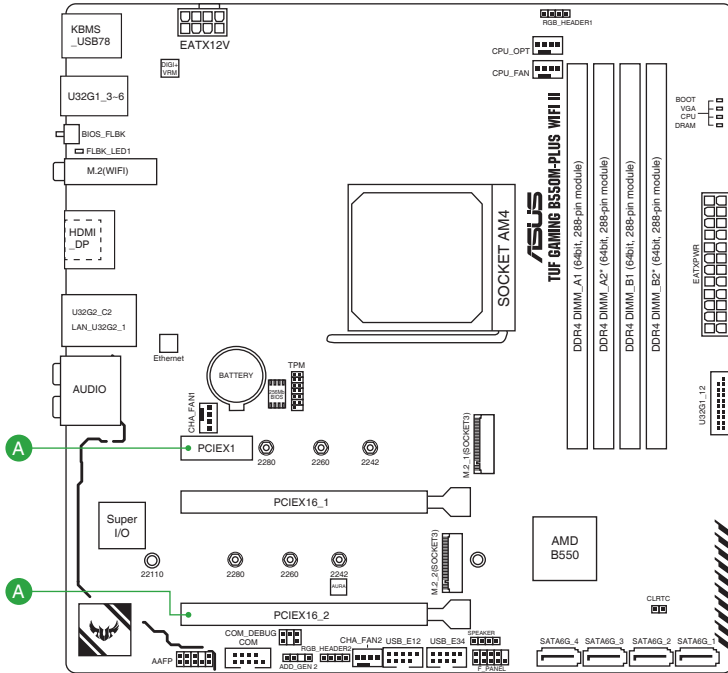 RGB_HEADER1
KBMS
_USB78
EATX12V
CPU_OPT
DIGI+
VRM
CPU_FAN
U32G1_3~6
BOOT
VGA
CPU
DRAM
BIOS_FLBK
FLBK_LED1
M.2(WIFI)
HDMI
_DP
SOCKET AM4
ASUS
TUF GAMING B550M-PLUS WIFI II
DDR4 DIMM_A1 (64bit, 288-pin module)
DDR4 DIMM_A2* (64bit, 288-pin module)
DDR4 DIMM_B1 (64bit, 288-pin module)
DDR4 DIMM_B2* (64bit, 288-pin module)
EATXPWR
U32G2_C2
LAN_U32G2_1
Ethernet
AUDIO
BATTERY
256Mb
BIOS
TPM
CHA_FAN1
U32G1_12
A
PCIEX1
2280
2260
2242
M.2_1(SOCKET3)
PCIEX16_1
Super
I/O
AMD
B550
22110
2280
2260
2242
AURA
M.2_2(SOCKET3)
CLRTC
A
PCIEX16_2
COM_DEBUG
COM
AAFP
ADD_GEN 2
RGB_HEADER2
CHA_FAN2
USB_E12
USB_E34
SPEAKER
F_PANEL
SATA6G_4
SATA6G_3
SATA6G_2
SATA6G_1